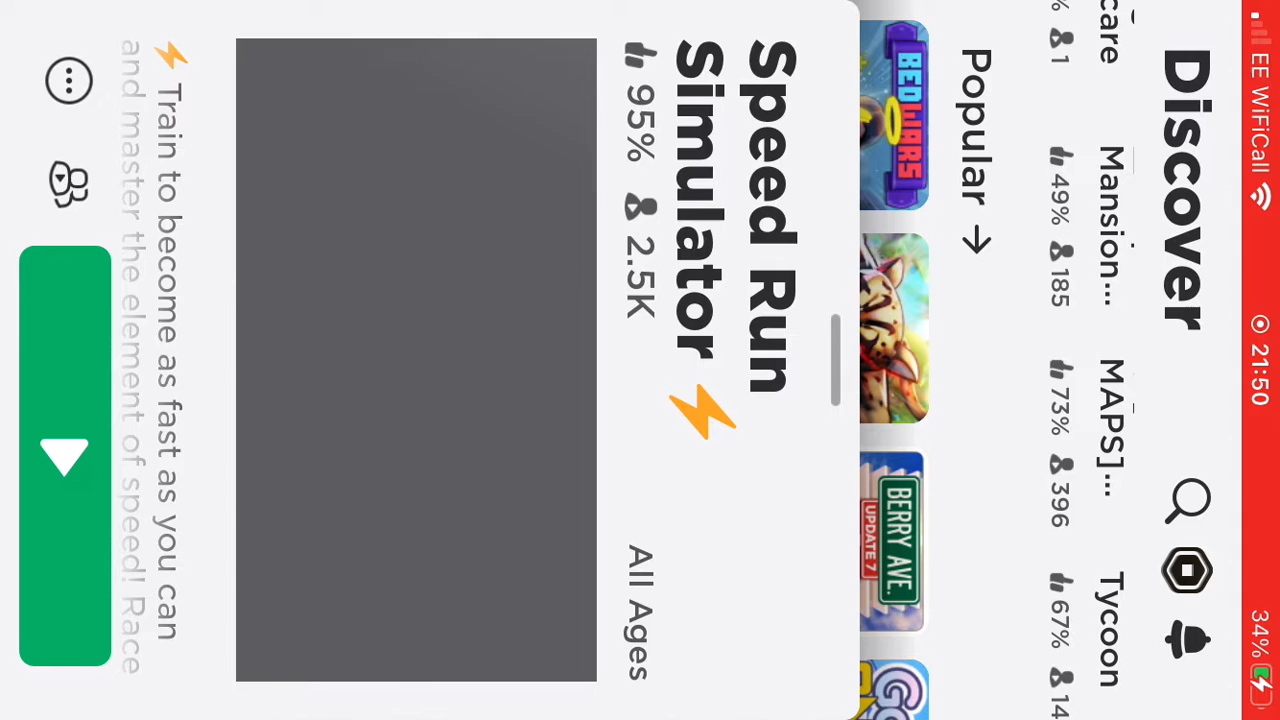 EE WiFiCall 21:50 34%
Discover
care Mansion... MAPS]... Tycoon
% 1 49% 185 73% 396 67% 14
Popular →
BEDWARS
BERRY AVE.
UPDATE 7
Speed Run
Simulator ⚡
95% 2.5K All Ages
⚡ Train to become as fast as you can
and master the element of speed! Race